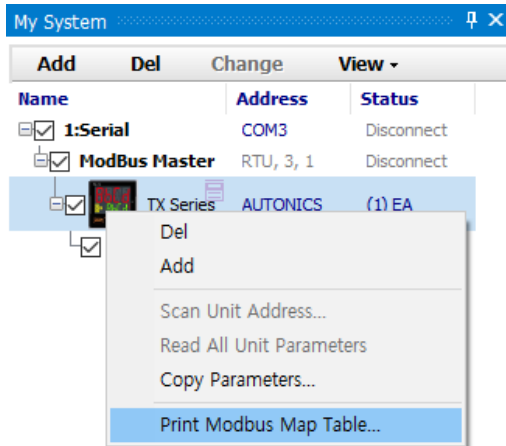 My System
Add Del Change View
Name Address Status
1:Serial COM3 Disconnect
ModBus Master RTU, 3, 1 Disconnect
TX Series AUTONICS (1) EA
Del
Add
Scan Unit Address...
Read All Unit Parameters
Copy Parameters...
Print Modbus Map Table...